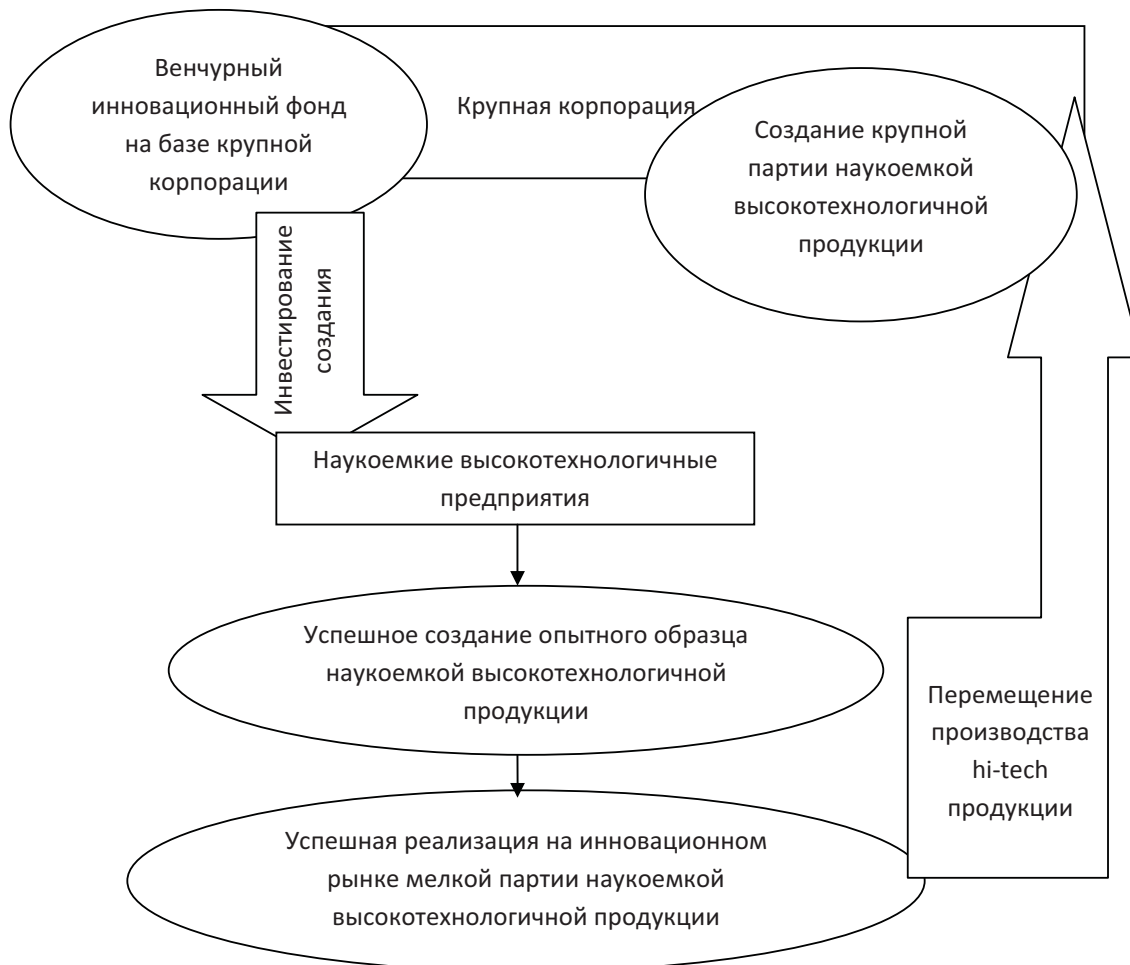 Венчурный
инновационный фонд
на базе крупной
корпорации
Крупная корпорация
Создание крупной
партии наукоемкой
высокотехнологичной
продукции
Инвестирование
создания
Наукоемкие высокотехнологичные
предприятия
Успешное создание опытного образца
наукоемкой высокотехнологичной
продукции
Перемещение
производства
hi-tech
продукции
Успешная реализация на инновационном
рынке мелкой партии наукоемкой
высокотехнологичной продукции